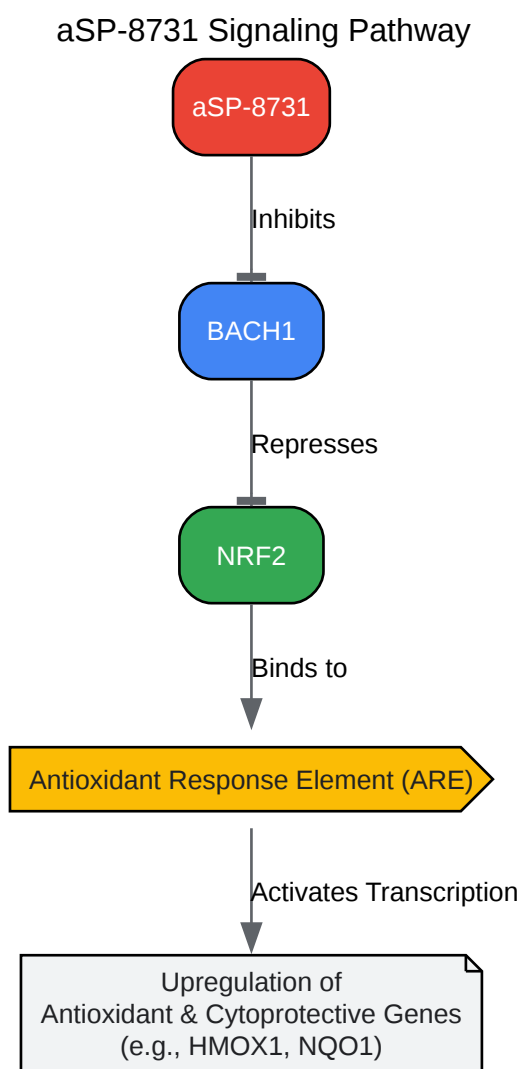 aSP-8731 Signaling Pathway
aSP-8731
Inhibits
BACH1
Represses
NRF2
Binds to
Antioxidant Response Element (ARE)
Activates Transcription
Upregulation of
Antioxidant & Cytoprotective Genes
(e.g., HMOX1, NQO1)